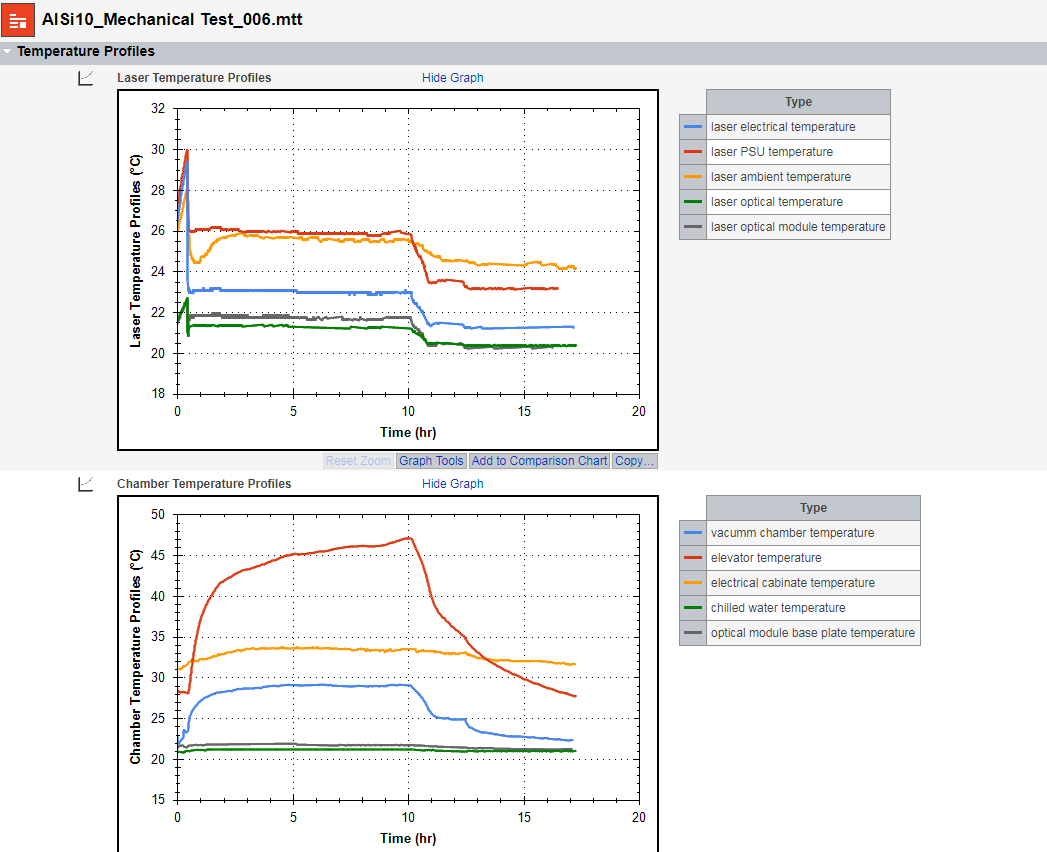 AlSi10_Mechanical Test_006.mtt
Temperature Profiles
Laser Temperature Profiles
Hide Graph
Laser Temperature Profiles (°C)
32
30
28
26
24
22
20
18
0 5 10 15 20
Time (hr)
Type
laser electrical temperature
laser PSU temperature
laser ambient temperature
laser optical temperature
laser optical module temperature
Reset Zoom Graph Tools Add to Comparison Chart Copy...
Chamber Temperature Profiles
Hide Graph
Chamber Temperature Profiles (°C)
50
45
40
35
30
25
20
15
0 5 10 15 20
Time (hr)
Type
vacumm chamber temperature
elevator temperature
electrical cabinate temperature
chilled water temperature
optical module base plate temperature